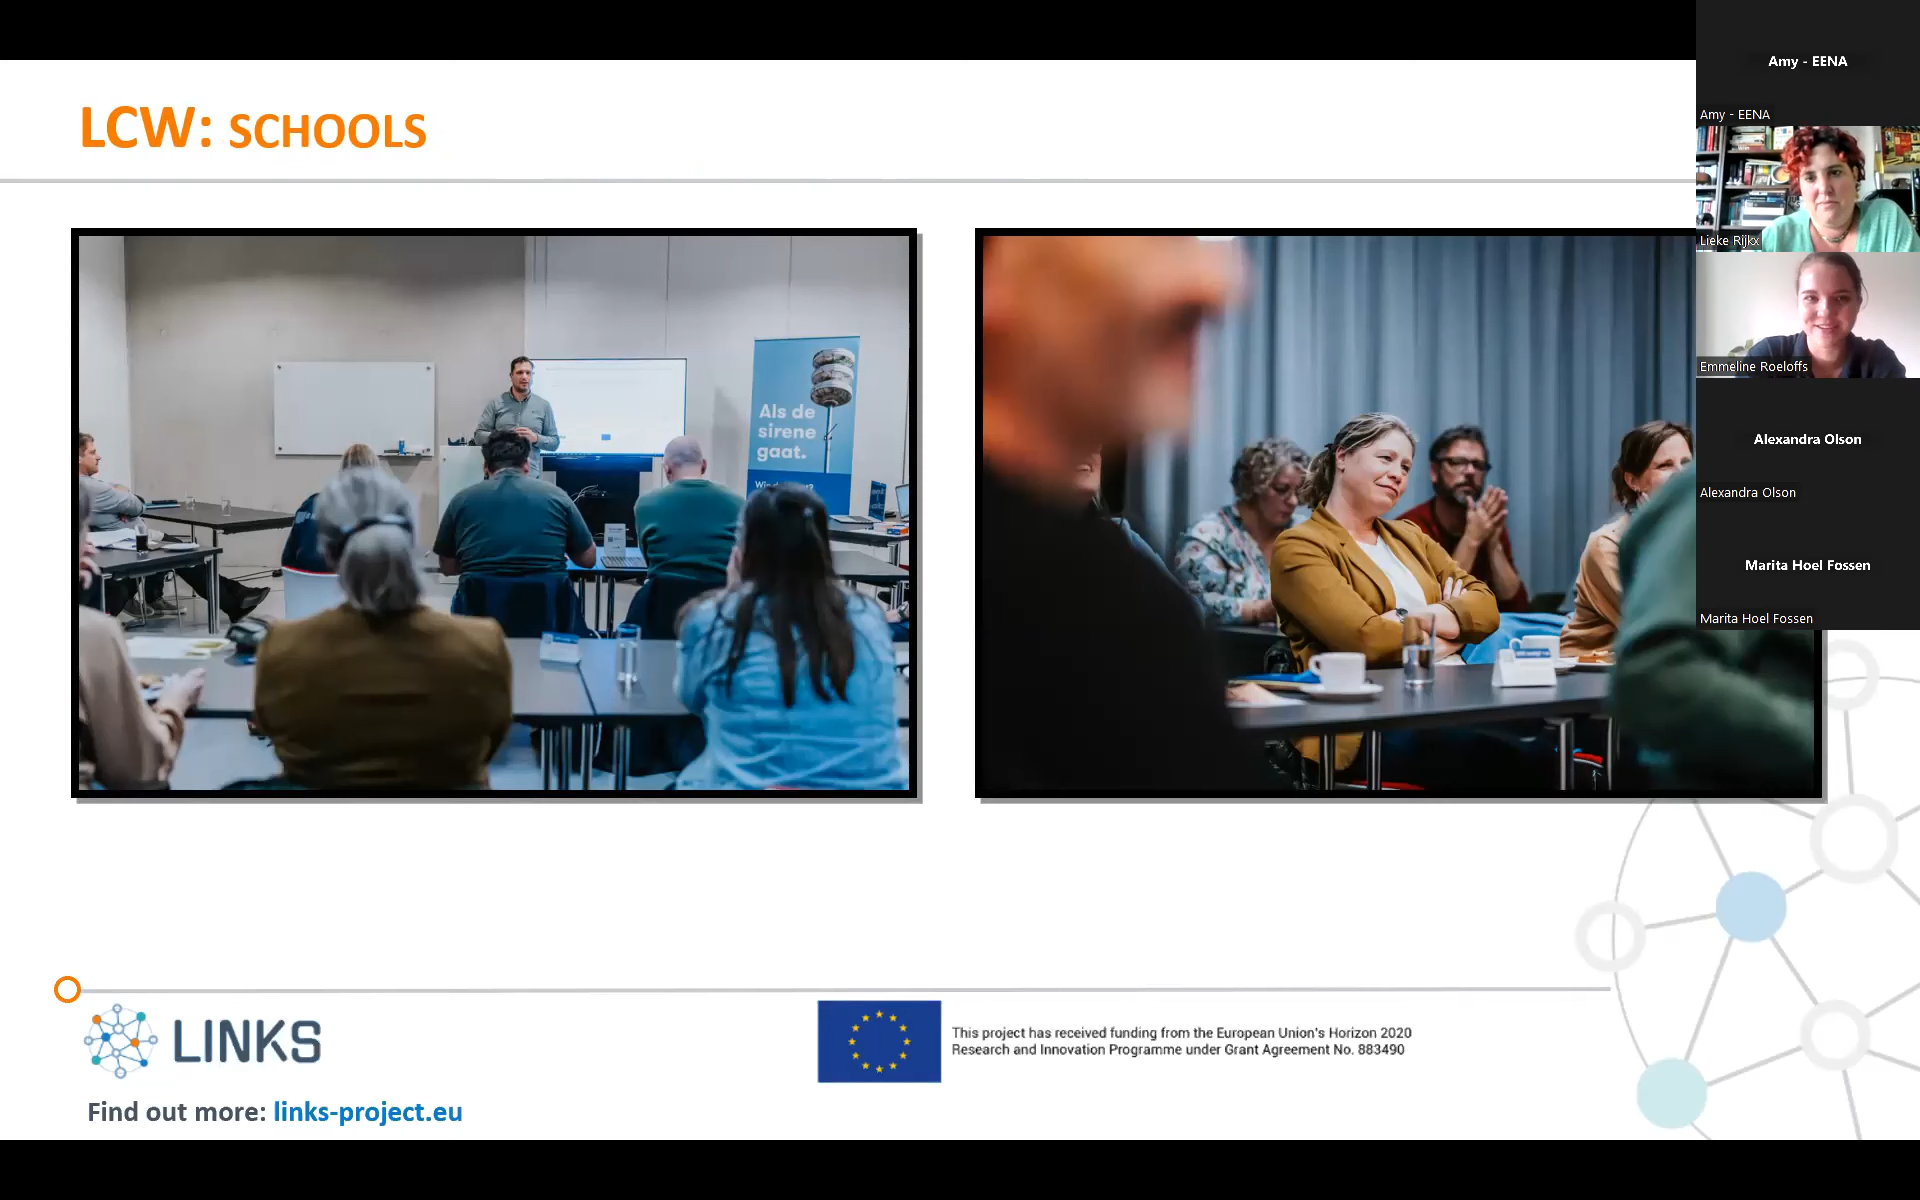 LCW: SCHOOLS
Als de
sirene
gaat.
LINKS
Find out more: links-project.eu
This project has received funding from the European Union's Horizon 2020
Research and Innovation Programme under Grant Agreement No. 883490
Amy - EENA
Amy - EENA
Lieke Rijkx
Emmeline Roeloffs
Alexandra Olson
Alexandra Olson
Marita Hoel Fossen
Marita Hoel Fossen